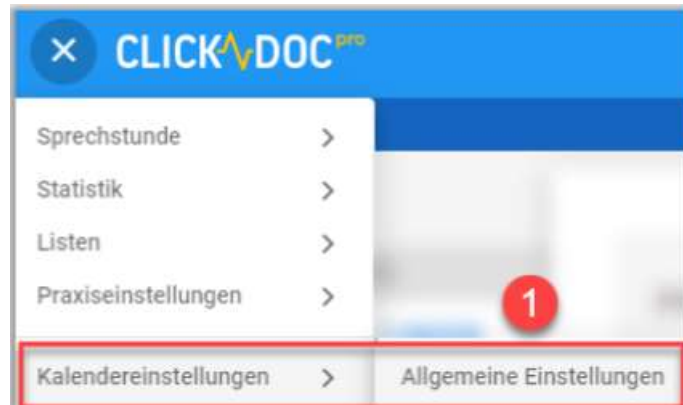 CLICK DOC pro
Sprechstunde
Statistik
Listen
Praxiseinstellungen
1
Kalendereinstellungen Allgemeine Einstellungen